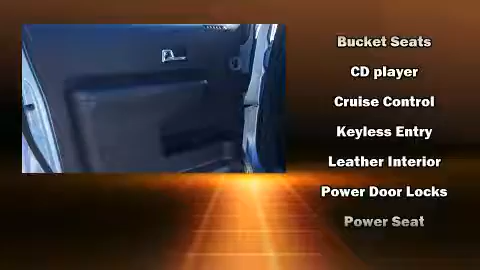 Bucket Seats
CD player
Cruise Control
Keyless Entry
Leather Interior
Power Door Locks
Power Seat